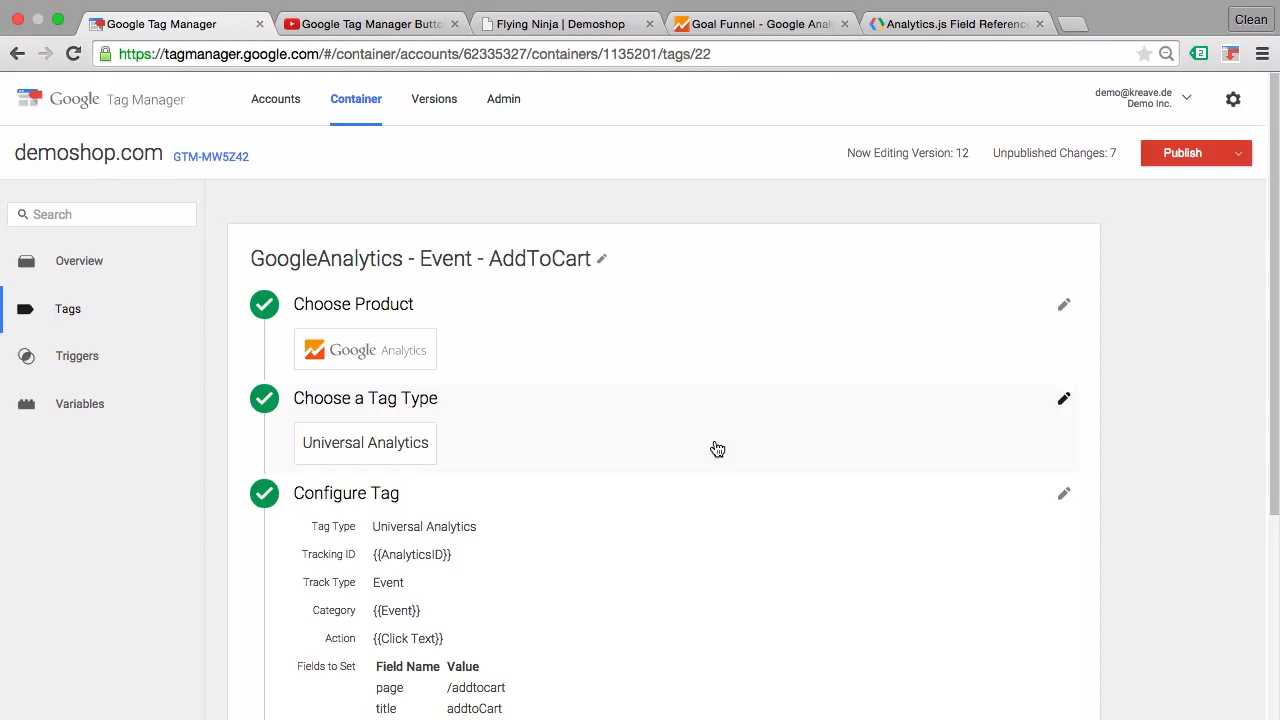 Google Tag Manager
Google Tag Manager Butto
Flying Ninja | Demoshop
Goal Funnel - Google Anal
Analytics.js Field Reference
Clean
https://tagmanager.google.com/#/container/accounts/62335327/containers/1135201/tags/22
2
Google Tag Manager
Accounts
Container
Versions
Admin
demo@kreave.de
Demo Inc.
demoshop.com
GTM-MW5Z42
Now Editing Version: 12
Unpublished Changes: 7
Publish
Search
Overview
Tags
Triggers
Variables
GoogleAnalytics - Event - AddToCart
Choose Product
Google Analytics
Choose a Tag Type
Universal Analytics
Configure Tag
Tag Type Universal Analytics
Tracking ID {{AnalyticsID}}
Track Type Event
Category {{Event}}
Action {{Click Text}}
Fields to Set Field Name Value
page /addtocart
title addtoCart